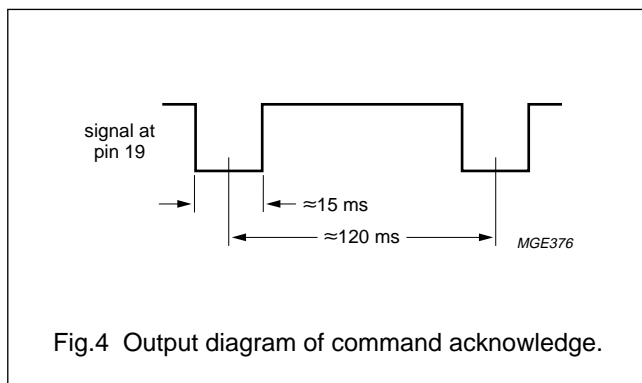 signal at
pin 19
≈15 ms
≈120 ms
MGE376
Fig.4 Output diagram of command acknowledge.